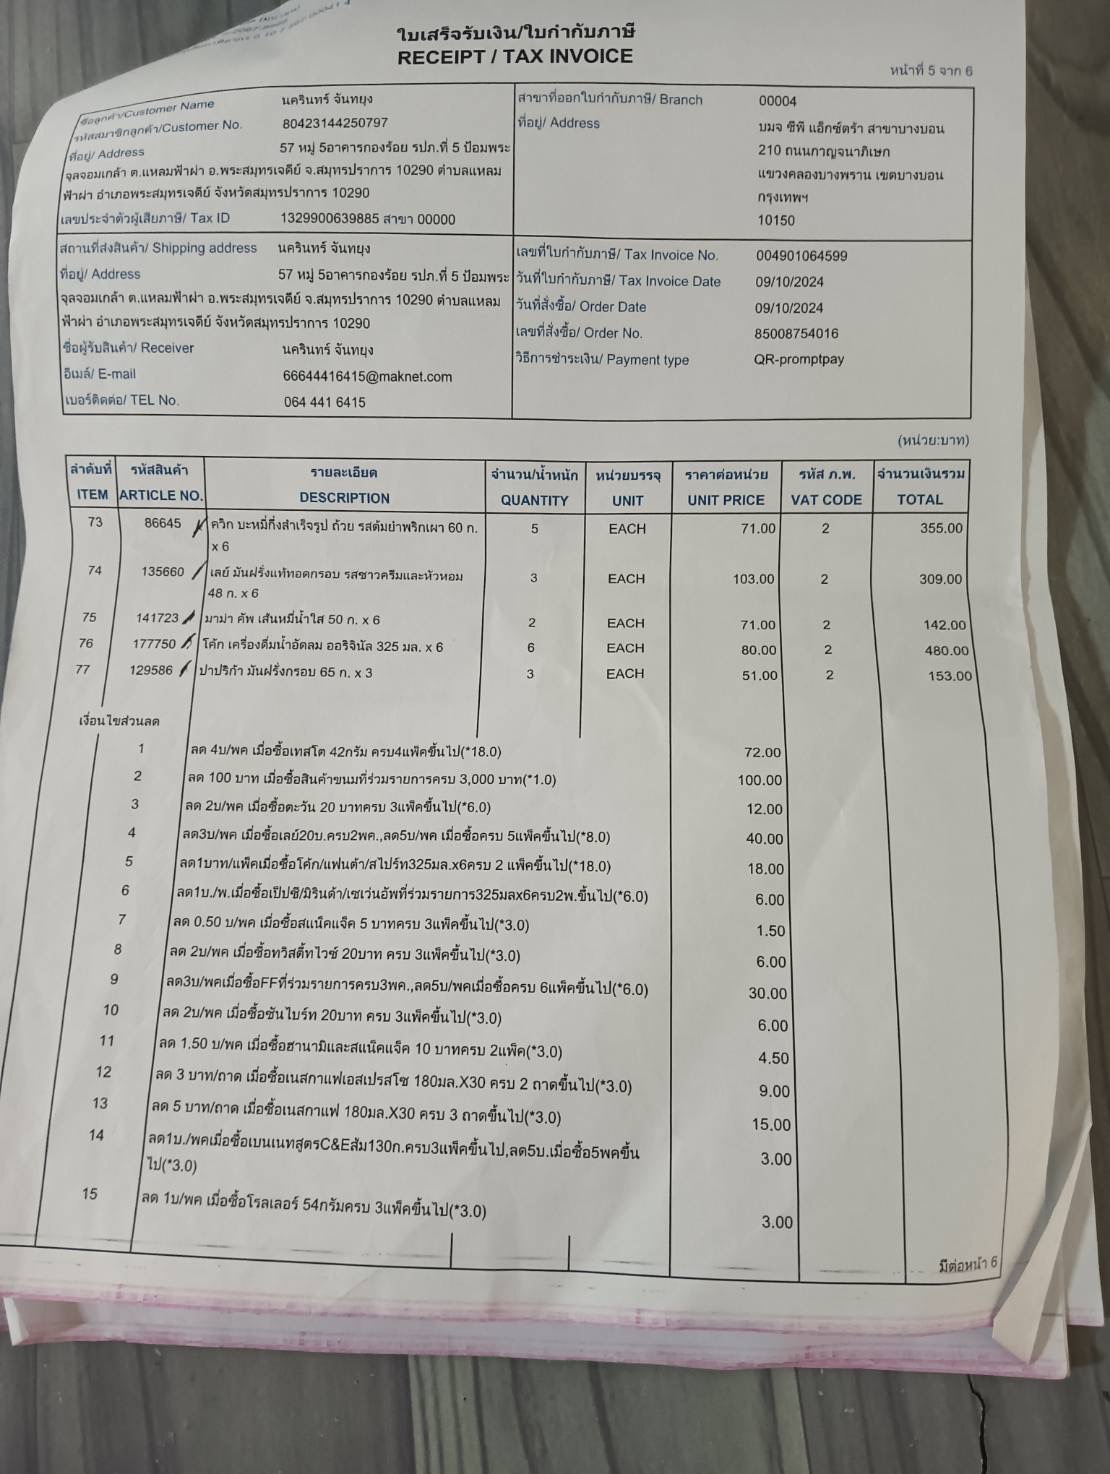 ใบเสร็จรับเงิน/ใบกำกับภาษี
RECEIPT / TAX INVOICE
หน้าที่ 5 จาก 6
ชื่อลูกค้า/Customer Name นครินทร์ จันทยุง
รหัสสมาชิกลูกค้า/Customer No. 80423144250797
ที่อยู่/ Address 57 หมู่ 5อาคารกองร้อย รปภ.ที่ 5 ป้อมพระ
จุลจอมเกล้า ต.แหลมฟ้าผ่า อ.พระสมุทรเจดีย์ จ.สมุทรปราการ 10290 ตำบลแหลม
ฟ้าผ่า อำเภอพระสมุทรเจดีย์ จังหวัดสมุทรปราการ 10290
เลขประจำตัวผู้เสียภาษี/ Tax ID 1329900639885 สาขา 00000
สาขาที่ออกใบกำกับภาษี/ Branch 00004
ที่อยู่/ Address บมจ ซีพี แอ็กซ์ตร้า สาขาบางบอน
210 ถนนกาญจนาภิเษก
แขวงคลองบางพราน เขตบางบอน
กรุงเทพฯ
10150
สถานที่ส่งสินค้า/ Shipping address นครินทร์ จันทยุง
ที่อยู่/ Address 57 หมู่ 5อาคารกองร้อย รปภ.ที่ 5 ป้อมพระ
จุลจอมเกล้า ต.แหลมฟ้าผ่า อ.พระสมุทรเจดีย์ จ.สมุทรปราการ 10290 ตำบลแหลม
ฟ้าผ่า อำเภอพระสมุทรเจดีย์ จังหวัดสมุทรปราการ 10290
ชื่อผู้รับสินค้า/ Receiver นครินทร์ จันทยุง
อีเมล์/ E-mail 66644416415@maknet.com
เบอร์ติดต่อ/ TEL No. 064 441 6415
เลขที่ใบกำกับภาษี/ Tax Invoice No. 004901064599
วันที่ใบกำกับภาษี/ Tax Invoice Date 09/10/2024
วันที่สั่งซื้อ/ Order Date 09/10/2024
เลขที่สั่งซื้อ/ Order No. 85008754016
วิธีการชำระเงิน/ Payment type QR-promptpay
(หน่วย:บาท)
ลำดับที่ รหัสสินค้า รายละเอียด จำนวน/น้ำหนัก หน่วยบรรจุ ราคาต่อหน่วย รหัส ภ.พ. จำนวนเงินรวม
ITEM ARTICLE NO. DESCRIPTION QUANTITY UNIT UNIT PRICE VAT CODE TOTAL
73 86645 ควิก บะหมี่กึ่งสำเร็จรูป ถ้วย รสต้มยำพริกเผา 60 ก. 5 EACH 71.00 2 355.00
x 6
74 135660 เลย์ มันฝรั่งแท้ทอดกรอบ รสซาวครีมและหัวหอม 3 EACH 103.00 2 309.00
48 ก. x 6
75 141723 มาม่า คัพ เส้นหมี่น้ำใส 50 ก. x 6 2 EACH 71.00 2 142.00
76 177750 โค้ก เครื่องดื่มน้ำอัดลม ออริจินัล 325 มล. x 6 6 EACH 80.00 2 480.00
77 129586 ปาปริก้า มันฝรั่งกรอบ 65 ก. x 3 3 EACH 51.00 2 153.00
เงื่อนไขส่วนลด
1 ลด 4บ/พค เมื่อซื้อเทสโต 42กรัม ครบ4แพ็คขึ้นไป(*18.0) 72.00
2 ลด 100 บาท เมื่อซื้อสินค้าขนมที่ร่วมรายการครบ 3,000 บาท(*1.0) 100.00
3 ลด 2บ/พค เมื่อซื้อตะวัน 20 บาทครบ 3แพ็คขึ้นไป(*6.0) 12.00
4 ลด3บ/พค เมื่อซื้อเลย์20บ.ครบ2พค.,ลด5บ/พค เมื่อซื้อครบ 5แพ็คขึ้นไป(*8.0) 40.00
5 ลด1บาท/แพ็คเมื่อซื้อโค้ก/แฟนต้า/สไปร์ท325มล.x6ครบ 2 แพ็คขึ้นไป(*18.0) 18.00
6 ลด1บ./พ.เมื่อซื้อเป๊ปซี่/มิรินด้า/เซเว่นอัพที่ร่วมรายการ325มลx6ครบ2พ.ขึ้นไป(*6.0) 6.00
7 ลด 0.50 บ/พค เมื่อซื้อสแน็คแจ็ค 5 บาทครบ 3แพ็คขึ้นไป(*3.0) 1.50
8 ลด 2บ/พค เมื่อซื้อทวิสตี้ทไวซ์ 20บาท ครบ 3แพ็คขึ้นไป(*3.0) 6.00
9 ลด3บ/พคเมื่อซื้อFFที่ร่วมรายการครบ3พค.,ลด5บ/พคเมื่อซื้อครบ 6แพ็คขึ้นไป(*6.0) 30.00
10 ลด 2บ/พค เมื่อซื้อซันไบร์ท 20บาท ครบ 3แพ็คขึ้นไป(*3.0) 6.00
11 ลด 1.50 บ/พค เมื่อซื้อฮานามิและสแน็คแจ็ค 10 บาทครบ 2แพ็ค(*3.0) 4.50
12 ลด 3 บาท/ถาด เมื่อซื้อเนสกาแฟเอสเปรสโซ 180มล.X30 ครบ 2 ถาดขึ้นไป(*3.0) 9.00
13 ลด 5 บาท/ถาด เมื่อซื้อเนสกาแฟ 180มล.X30 ครบ 3 ถาดขึ้นไป(*3.0) 15.00
14 ลด1บ./พคเมื่อซื้อเบนเนทสูตรC&Eส้ม130ก.ครบ3แพ็คขึ้นไป,ลด5บ.เมื่อซื้อ5พคขึ้น 3.00
ไป(*3.0)
15 ลด 1บ/พค เมื่อซื้อโรลเลอร์ 54กรัมครบ 3แพ็คขึ้นไป(*3.0) 3.00
มีต่อหน้า 6